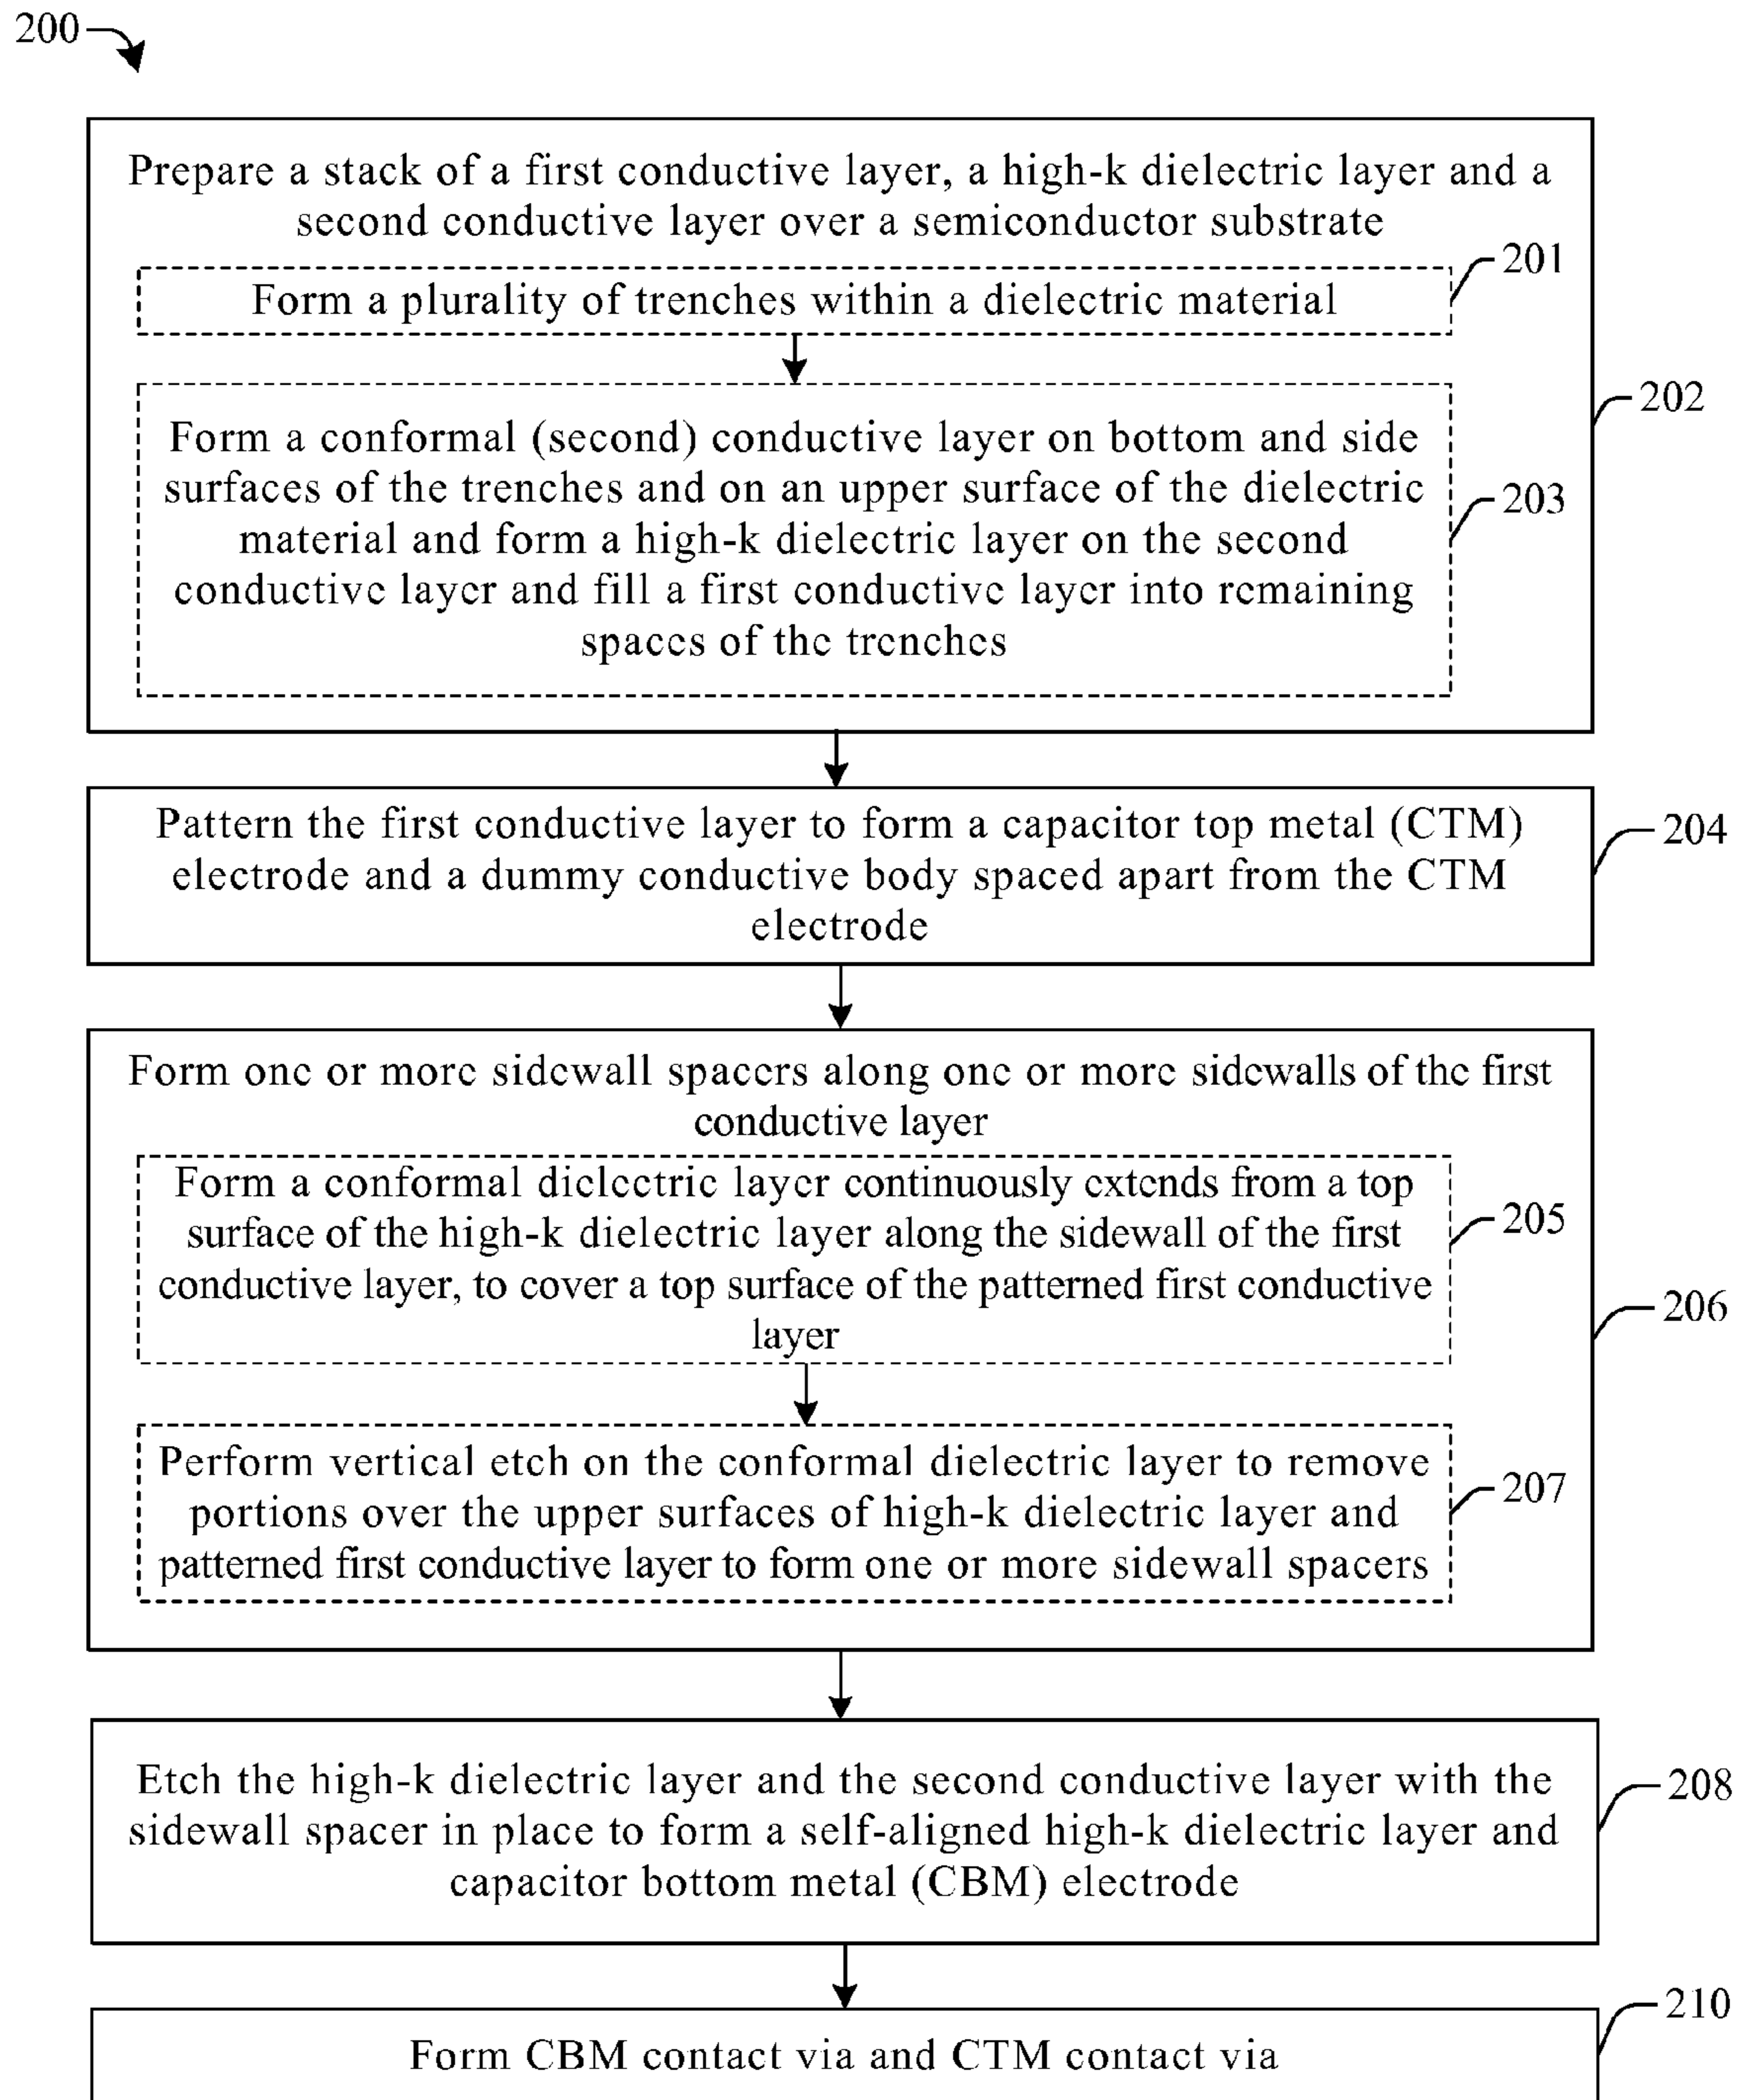 200
Prepare a stack of a first conductive layer, a high-k dielectric layer and a
second conductive layer over a semiconductor substrate
201
Form a plurality of trenches within a dielectric material
202
Form a conformal (second) conductive layer on bottom and side
surfaces of the trenches and on an upper surface of the dielectric
203
material and form a high-k dielectric layer on the second
conductive layer and fill a first conductive layer into remaining
spaces of the trenches
Pattern the first conductive layer to form a capacitor top metal (CTM)
204
electrode and a dummy conductive body spaced apart from the CTM
electrode
Form one or more sidewall spacers along one or more sidewalls of the first
conductive layer
Form a conformal dielectric layer continuously extends from a top
205
surface of the high-k dielectric layer along the sidewall of the first
conductive layer, to cover a top surface of the patterned first conductive
206
layer
Perform vertical etch on the conformal dielectric layer to remove
207
portions over the upper surfaces of high-k dielectric layer and
patterned first conductive layer to form one or more sidewall spacers
Etch the high-k dielectric layer and the second conductive layer with the
208
sidewall spacer in place to form a self-aligned high-k dielectric layer and
capacitor bottom metal (CBM) electrode
210
Form CBM contact via and CTM contact via